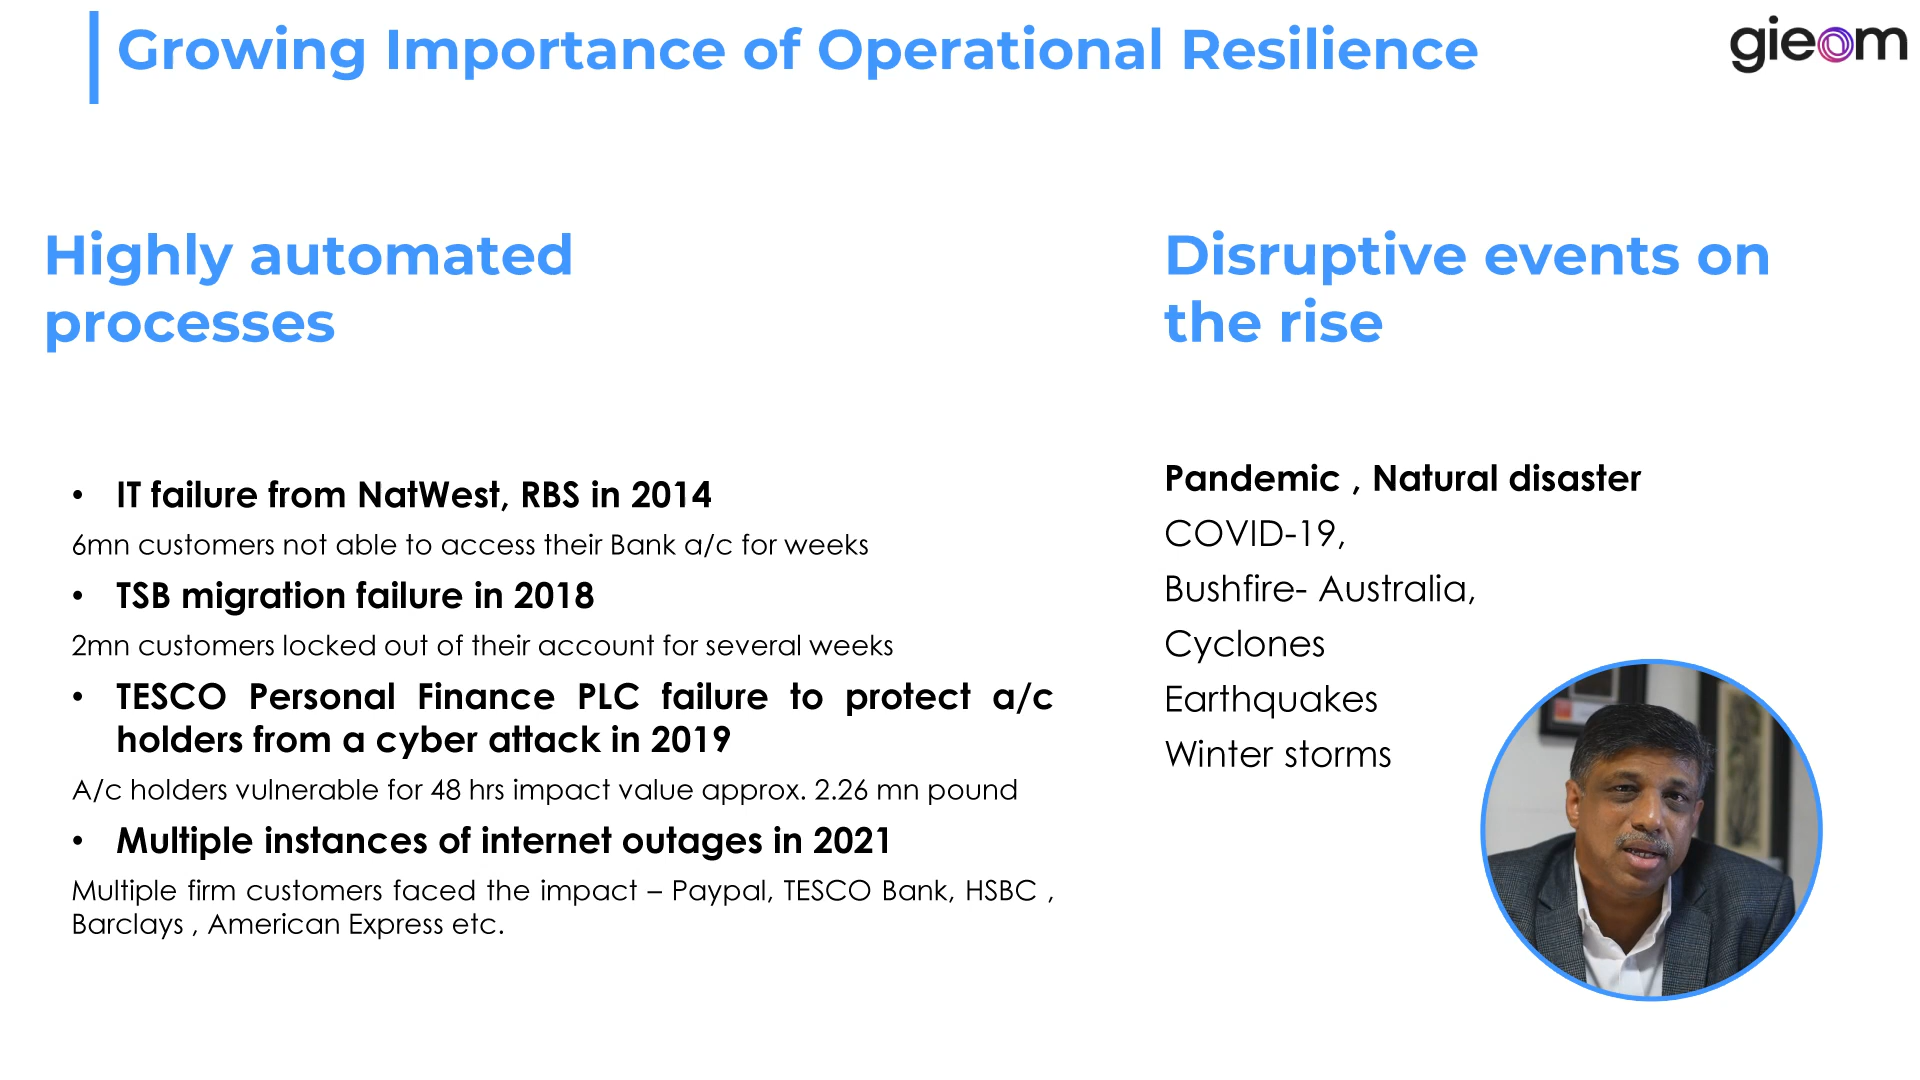 Growing Importance of Operational Resilience
gieom
Highly automated
processes
• IT failure from NatWest, RBS in 2014
6mn customers not able to access their Bank a/c for weeks
• TSB migration failure in 2018
2mn customers locked out of their account for several weeks
• TESCO Personal Finance PLC failure to protect a/c
holders from a cyber attack in 2019
A/c holders vulnerable for 48 hrs impact value approx. 2.26 mn pound
• Multiple instances of internet outages in 2021
Multiple firm customers faced the impact – Paypal, TESCO Bank, HSBC ,
Barclays , American Express etc.
Disruptive events on
the rise
Pandemic , Natural disaster
COVID-19,
Bushfire- Australia,
Cyclones
Earthquakes
Winter storms